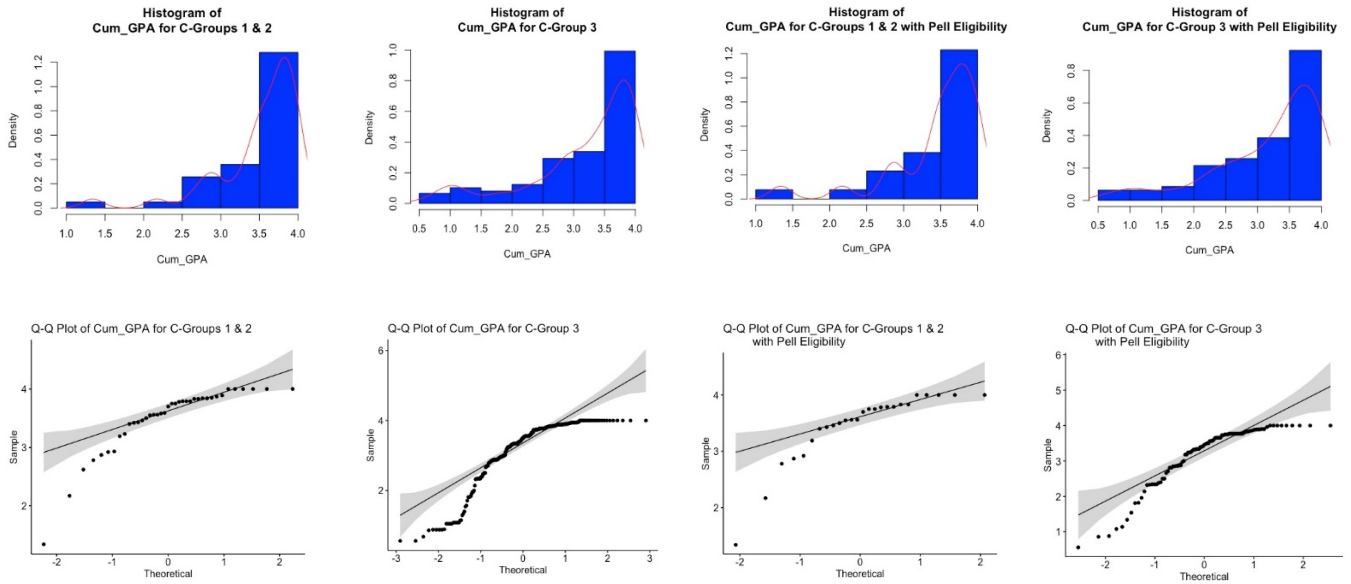 Histogram of
Cum_GPA for C-Groups 1 & 2
Density
0.0 0.2 0.4 0.6 0.8 1.0 1.2
1.0 1.5 2.0 2.5 3.0 3.5 4.0
Cum_GPA
Histogram of
Cum_GPA for C-Group 3
Density
0.0 0.2 0.4 0.6 0.8 1.0
0.5 1.0 1.5 2.0 2.5 3.0 3.5 4.0
Cum_GPA
Histogram of
Cum_GPA for C-Groups 1 & 2 with Pell Eligibility
Density
0.0 0.2 0.4 0.6 0.8 1.0 1.2
1.0 1.5 2.0 2.5 3.0 3.5 4.0
Cum_GPA
Histogram of
Cum_GPA for C-Group 3 with Pell Eligibility
Density
0.0 0.2 0.4 0.6 0.8
0.5 1.0 1.5 2.0 2.5 3.0 3.5 4.0
Cum_GPA
Q-Q Plot of Cum_GPA for C-Groups 1 & 2
Sample
4
3
2
-2 -1 0 1 2
Theoretical
Q-Q Plot of Cum_GPA for C-Group 3
Sample
6
4
2
-3 -2 -1 0 1 2 3
Theoretical
Q-Q Plot of Cum_GPA for C-Groups 1 & 2
with Pell Eligibility
Sample
4
3
2
-2 -1 0 1 2
Theoretical
Q-Q Plot of Cum_GPA for C-Group 3
with Pell Eligibility
Sample
6
5
4
3
2
1
-2 -1 0 1 2
Theoretical